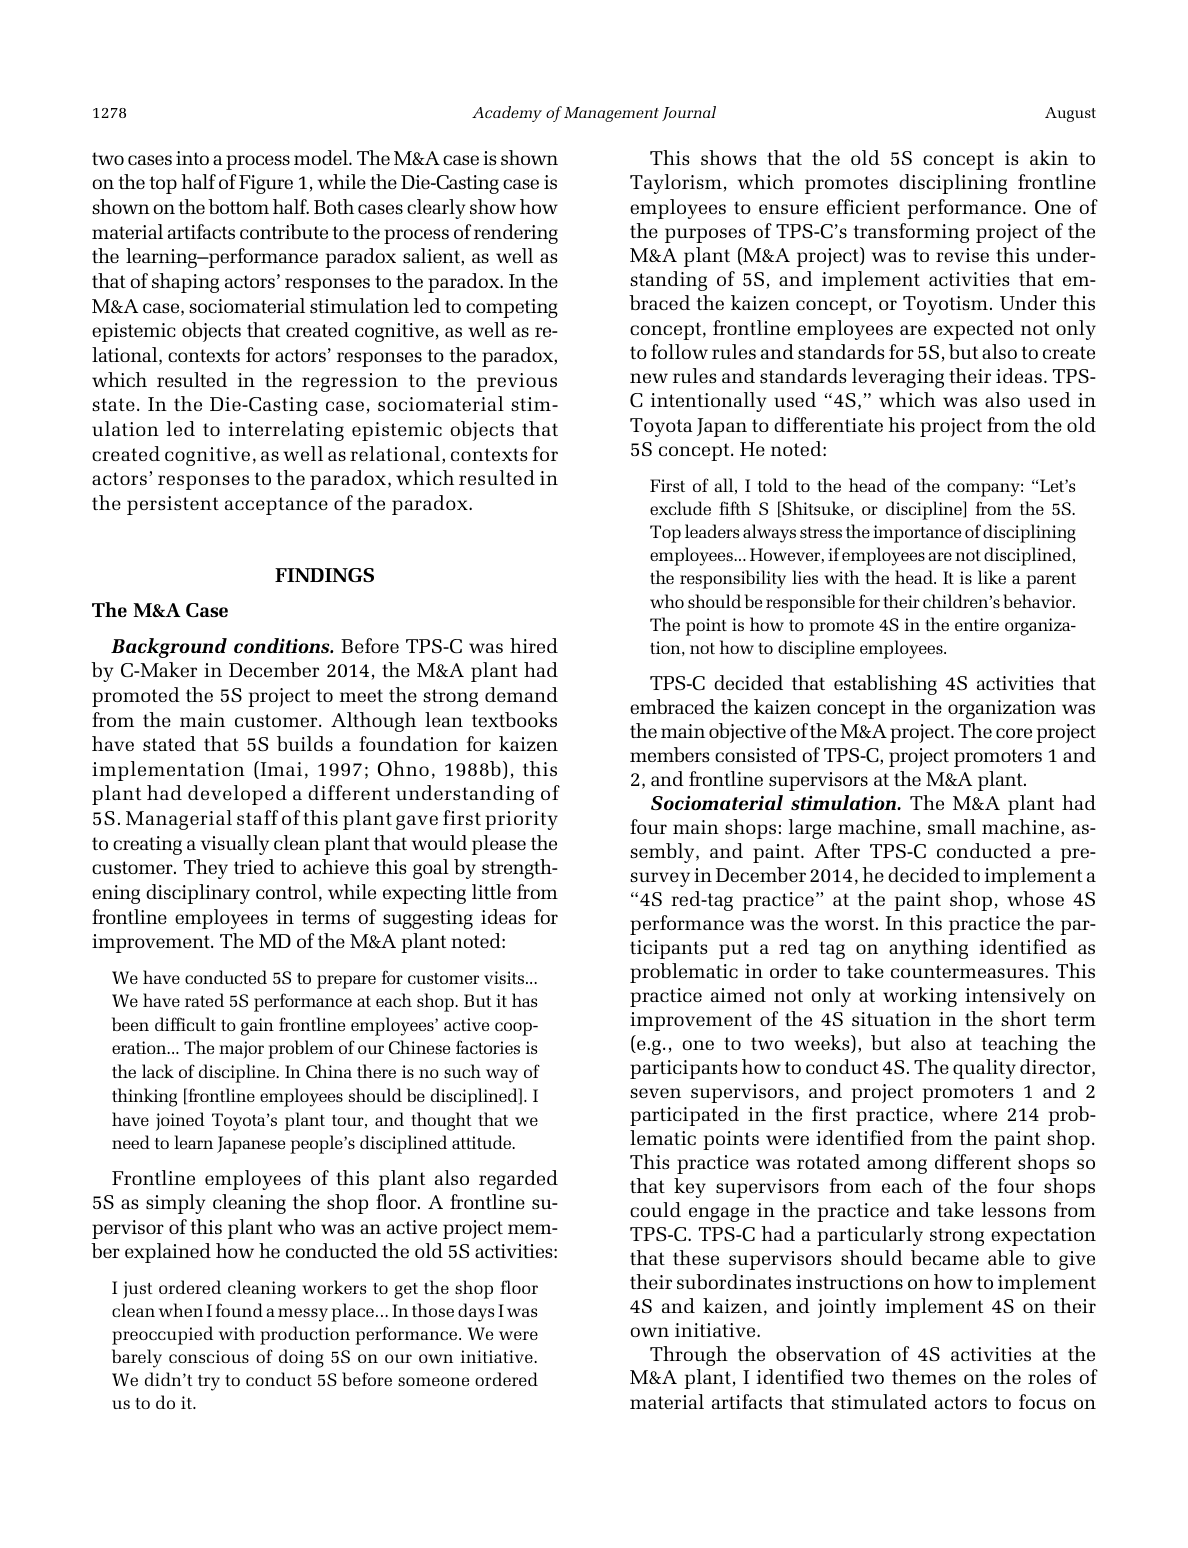 1278
Academy of Management Journal
August
two cases into a process model. The M&A case is shown
on the top half of Figure 1, while the Die-Casting case is
shown on the bottom half. Both cases clearly show how
material artifacts contribute to the process of rendering
the learning–performance paradox salient, as well as
that of shaping actors’ responses to the paradox. In the
M&A case, sociomaterial stimulation led to competing
epistemic objects that created cognitive, as well as re-
lational, contexts for actors’ responses to the paradox,
which resulted in the regression to the previous
state. In the Die-Casting case, sociomaterial stim-
ulation led to interrelating epistemic objects that
created cognitive, as well as relational, contexts for
actors’ responses to the paradox, which resulted in
the persistent acceptance of the paradox.
FINDINGS
The M&A Case
Background conditions. Before TPS-C was hired
by C-Maker in December 2014, the M&A plant had
promoted the 5S project to meet the strong demand
from the main customer. Although lean textbooks
have stated that 5S builds a foundation for kaizen
implementation (Imai, 1997; Ohno, 1988b), this
plant had developed a different understanding of
5S. Managerial staff of this plant gave first priority
to creating a visually clean plant that would please the
customer. They tried to achieve this goal by strength-
ening disciplinary control, while expecting little from
frontline employees in terms of suggesting ideas for
improvement. The MD of the M&A plant noted:
We have conducted 5S to prepare for customer visits...
We have rated 5S performance at each shop. But it has
been difficult to gain frontline employees’ active coop-
eration... The major problem of our Chinese factories is
the lack of discipline. In China there is no such way of
thinking [frontline employees should be disciplined]. I
have joined Toyota’s plant tour, and thought that we
need to learn Japanese people’s disciplined attitude.
Frontline employees of this plant also regarded
5S as simply cleaning the shop floor. A frontline su-
pervisor of this plant who was an active project mem-
ber explained how he conducted the old 5S activities:
I just ordered cleaning workers to get the shop floor
clean when I found a messy place... In those days I was
preoccupied with production performance. We were
barely conscious of doing 5S on our own initiative.
We didn’t try to conduct 5S before someone ordered
us to do it.
This shows that the old 5S concept is akin to
Taylorism, which promotes disciplining frontline
employees to ensure efficient performance. One of
the purposes of TPS-C’s transforming project of the
M&A plant (M&A project) was to revise this under-
standing of 5S, and implement activities that em-
braced the kaizen concept, or Toyotism. Under this
concept, frontline employees are expected not only
to follow rules and standards for 5S, but also to create
new rules and standards leveraging their ideas. TPS-
C intentionally used “4S,” which was also used in
Toyota Japan to differentiate his project from the old
5S concept. He noted:
First of all, I told to the head of the company: “Let’s
exclude fifth S [Shitsuke, or discipline] from the 5S.
Top leaders always stress the importance of disciplining
employees... However, if employees are not disciplined,
the responsibility lies with the head. It is like a parent
who should be responsible for their children’s behavior.
The point is how to promote 4S in the entire organiza-
tion, not how to discipline employees.
TPS-C decided that establishing 4S activities that
embraced the kaizen concept in the organization was
the main objective of the M&A project. The core project
members consisted of TPS-C, project promoters 1 and
2, and frontline supervisors at the M&A plant.
Sociomaterial stimulation. The M&A plant had
four main shops: large machine, small machine, as-
sembly, and paint. After TPS-C conducted a pre-
survey in December 2014, he decided to implement a
“4S red-tag practice” at the paint shop, whose 4S
performance was the worst. In this practice the par-
ticipants put a red tag on anything identified as
problematic in order to take countermeasures. This
practice aimed not only at working intensively on
improvement of the 4S situation in the short term
(e.g., one to two weeks), but also at teaching the
participants how to conduct 4S. The quality director,
seven supervisors, and project promoters 1 and 2
participated in the first practice, where 214 prob-
lematic points were identified from the paint shop.
This practice was rotated among different shops so
that key supervisors from each of the four shops
could engage in the practice and take lessons from
TPS-C. TPS-C had a particularly strong expectation
that these supervisors should became able to give
their subordinates instructions on how to implement
4S and kaizen, and jointly implement 4S on their
own initiative.
Through the observation of 4S activities at the
M&A plant, I identified two themes on the roles of
material artifacts that stimulated actors to focus on